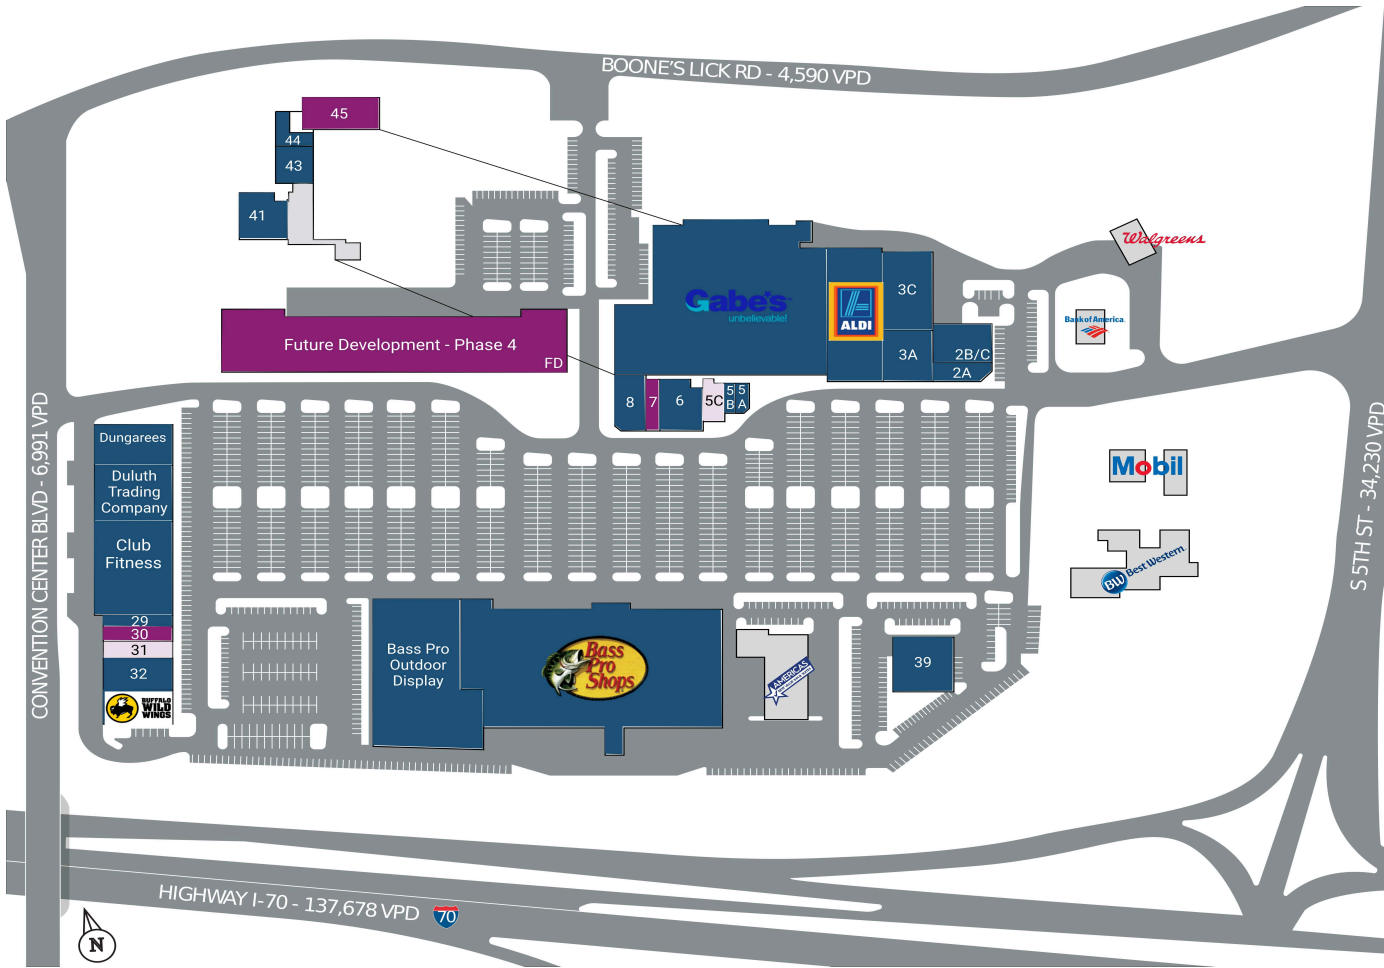 BOONE'S LICK RD - 4,590 VPD
45
44
43
41
Walgreens
Gabe's
unbelievable!
ALDI
3C
3A
2B/C
2A
Bank of America
Future Development - Phase 4
FD
8
7
6
5C
5
B
5
A
CONVENTION CENTER BLVD - 6,991 VPD
S 5TH ST - 34,230 VPD
Dungarees
Duluth
Trading
Company
Club
Fitness
29
30
31
32
BUFFALO
WILD
WINGS
Mobil
BW Best Western
Bass Pro
Outdoor
Display
Bass
Pro
Shops
AMERICAS
39
HIGHWAY I-70 - 137,678 VPD
70
N